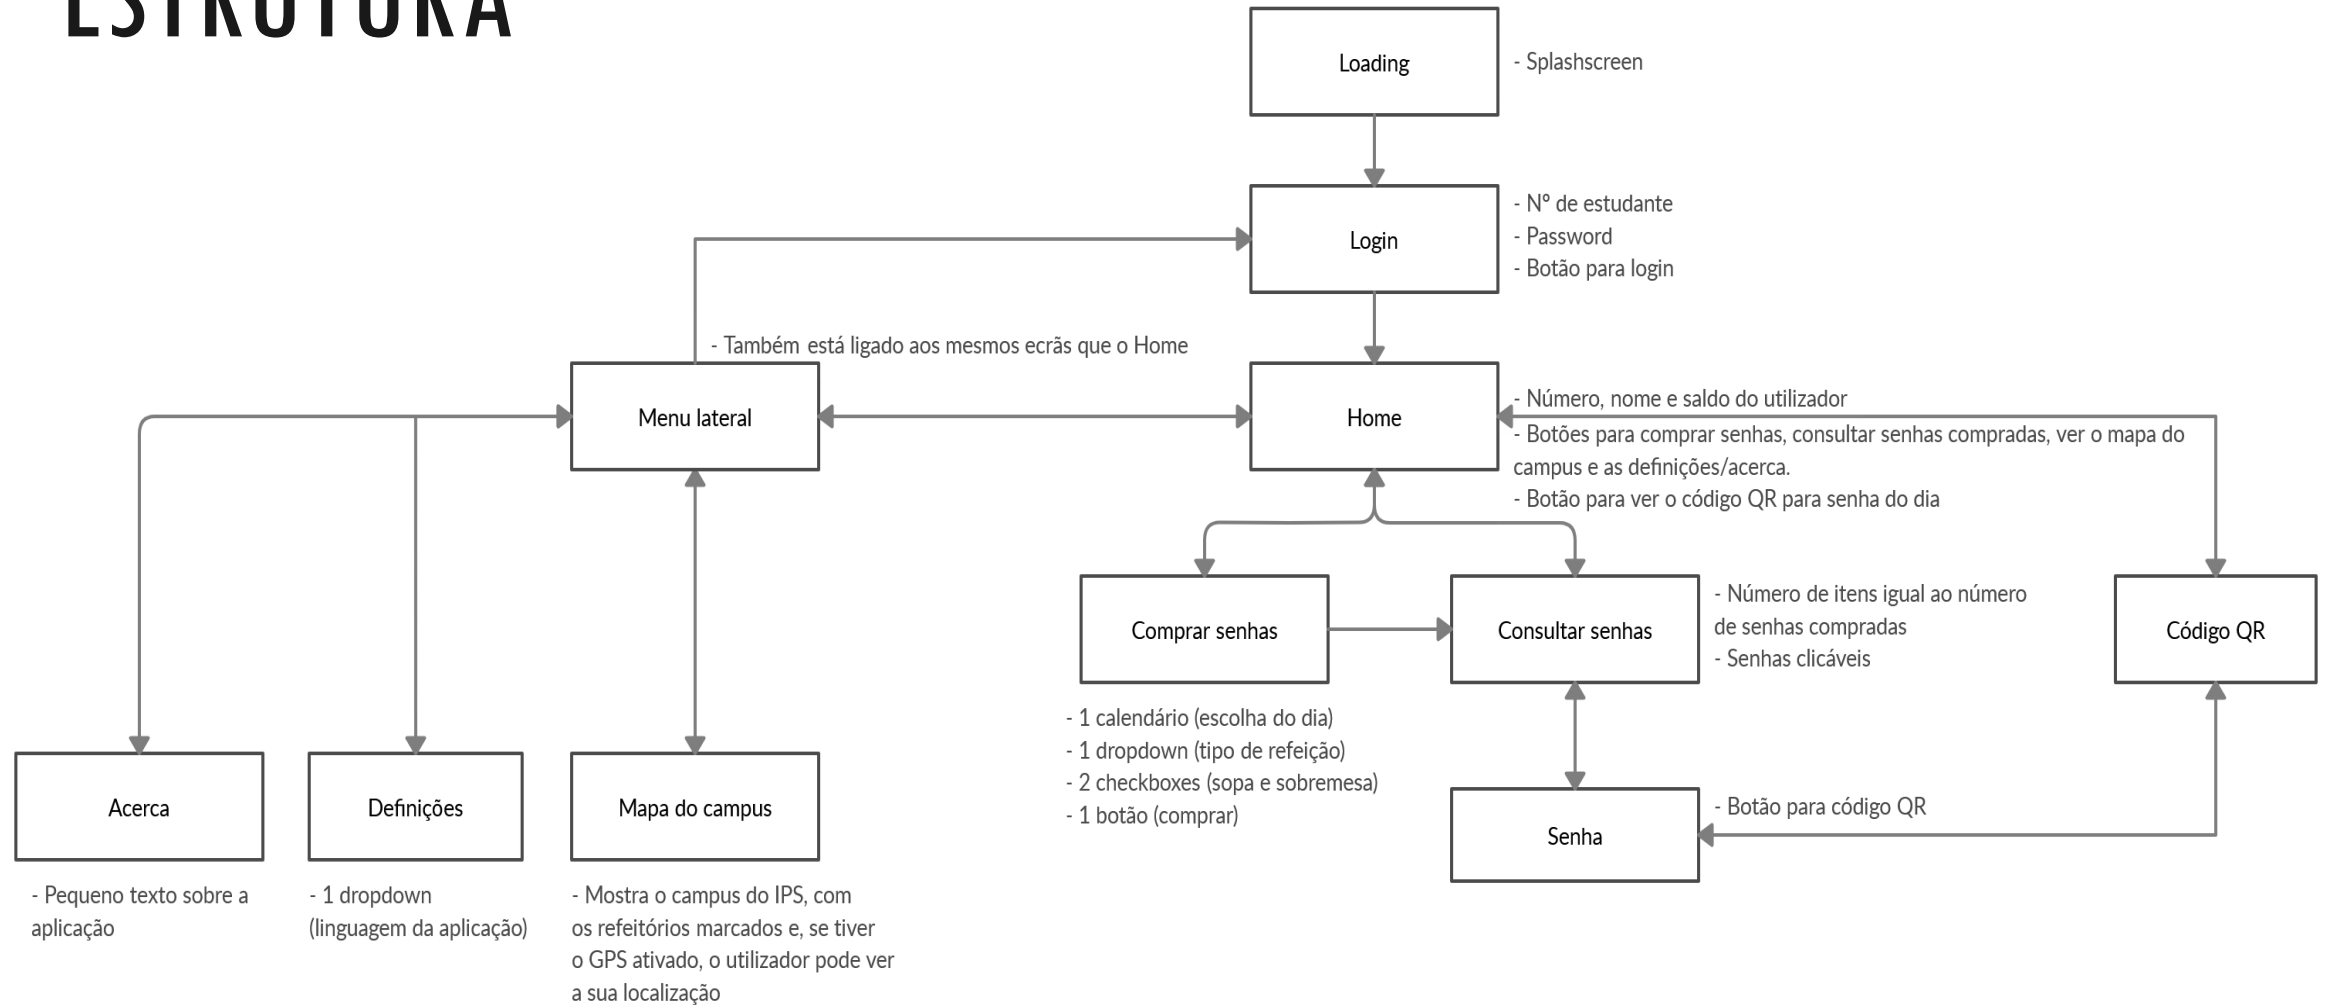 ESTRUTURA
Loading
- Splashscreen
Login
- Nº de estudante
- Password
- Botão para login
- Também está ligado aos mesmos ecrãs que o Home
Menu lateral
Home
- Número, nome e saldo do utilizador
- Botões para comprar senhas, consultar senhas compradas, ver o mapa do
campus e as definições/acerca.
- Botão para ver o código QR para senha do dia
Comprar senhas
- 1 calendário (escolha do dia)
- 1 dropdown (tipo de refeição)
- 2 checkboxes (sopa e sobremesa)
- 1 botão (comprar)
Consultar senhas
- Número de itens igual ao número
de senhas compradas
- Senhas clicáveis
Código QR
Senha
- Botão para código QR
Acerca
- Pequeno texto sobre a
aplicação
Definições
- 1 dropdown
(linguagem da aplicação)
Mapa do campus
- Mostra o campus do IPS, com
os refeitórios marcados e, se tiver
o GPS ativado, o utilizador pode ver
a sua localização